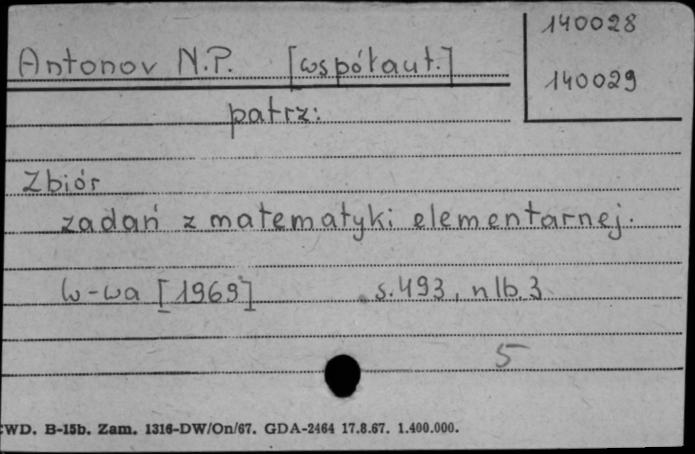 140028
Antonov N.P. [współaut.]
140029
patrz:
Zbiór
zadań z matematyki elementarnej.
W-wa [1969] s.493, nlb.3
5
CWD. B-15b. Zam. 1316-DW/On/67. GDA-2464 17.8.67. 1.400.000.